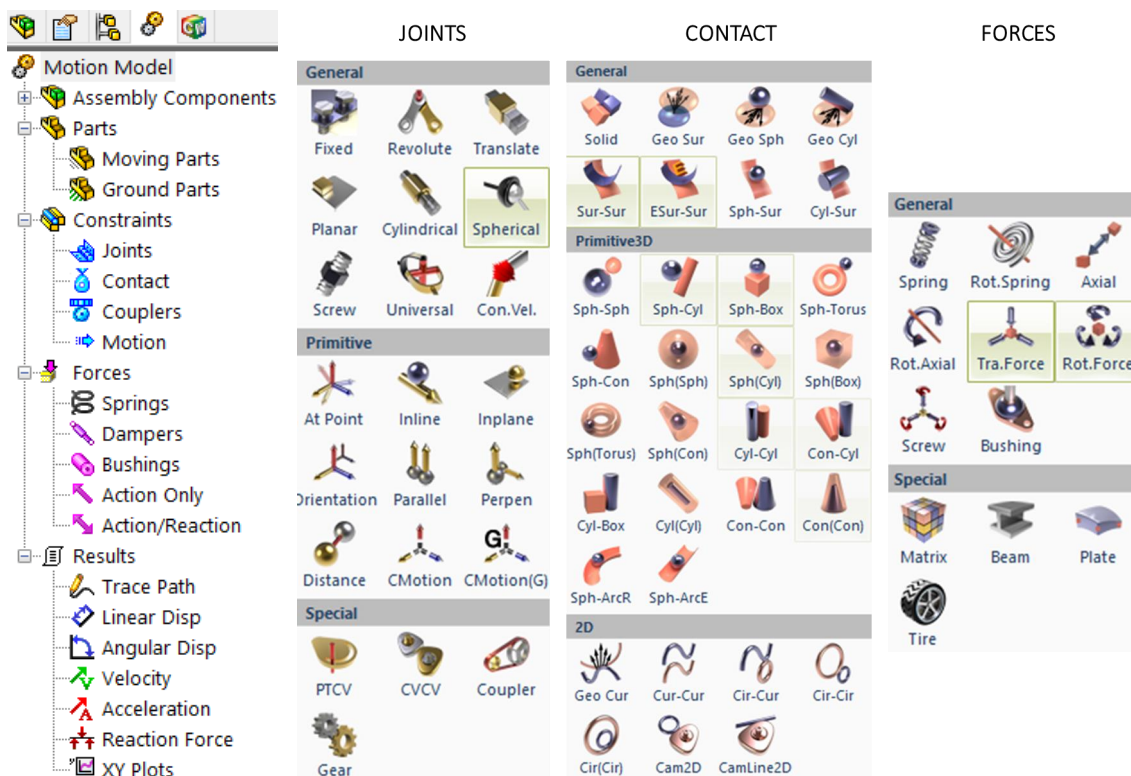 Motion Model
Assembly Components
Parts
Moving Parts
Ground Parts
Constraints
Joints
Contact
Couplers
Motion
Forces
Springs
Dampers
Bushings
Action Only
Action/Reaction
Results
Trace Path
Linear Disp
Angular Disp
Velocity
Acceleration
Reaction Force
XY Plots
JOINTS
General
Fixed Revolute Translate
Planar Cylindrical Spherical
Screw Universal Con.Vel.
Primitive
At Point Inline Inplane
Orientation Parallel Perpen
Distance CMotion CMotion(G)
Special
PTCV CVCV Coupler
Gear
CONTACT
General
Solid Geo Sur Geo Sph Geo Cyl
Sur-Sur ESur-Sur Sph-Sur Cyl-Sur
Primitive3D
Sph-Sph Sph-Cyl Sph-Box Sph-Torus
Sph-Con Sph(Sph) Sph(Cyl) Sph(Box)
Sph(Torus) Sph(Con) Cyl-Cyl Con-Cyl
Cyl-Box Cyl(Cyl) Con-Con Con(Con)
Sph-ArcR Sph-ArcE
2D
Geo Cur Cur-Cur Cir-Cur Cir-Cir
Cir(Cir) Cam2D CamLine2D
FORCES
General
Spring Rot.Spring Axial
Rot.Axial Tra.Force Rot.Force
Screw Bushing
Special
Matrix Beam Plate
Tire